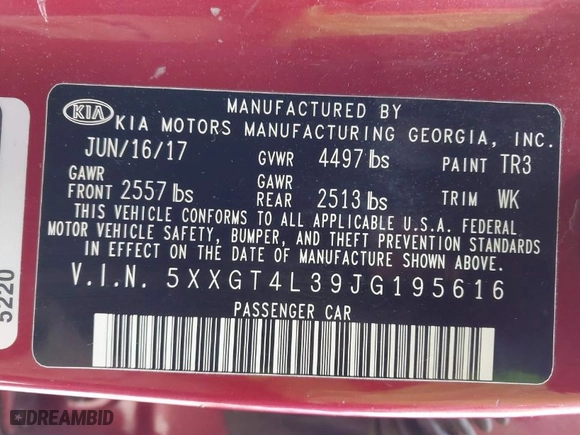 MANUFACTURED BY
KIA KIA MOTORS MANUFACTURING GEORGIA, INC.
JUN/16/17 GVWR 4497 lbs PAINT TR3
GAWR FRONT 2557 lbs GAWR REAR 2513 lbs TRIM WK
THIS VEHICLE CONFORMS TO ALL APPLICABLE U.S.A. FEDERAL
MOTOR VEHICLE SAFETY, BUMPER, AND THEFT PREVENTION STANDARDS
IN EFFECT ON THE DATE OF MANUFACTURE SHOWN ABOVE.
V.I.N. 5XXGT4L39JG195616
PASSENGER CAR
5220
DREAMBID